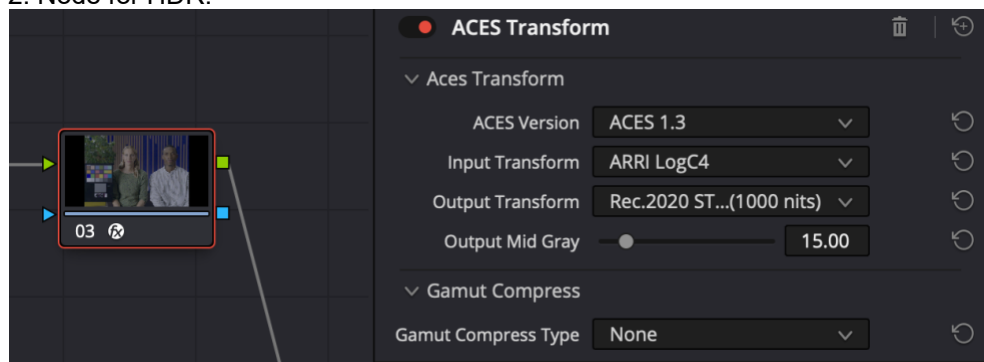 2. Node for HDR:
ACES Transform
Aces Transform
ACES Version ACES 1.3
Input Transform ARRI LogC4
Output Transform Rec.2020 ST...(1000 nits)
Output Mid Gray 15.00
03 fx
Gamut Compress
Gamut Compress Type None